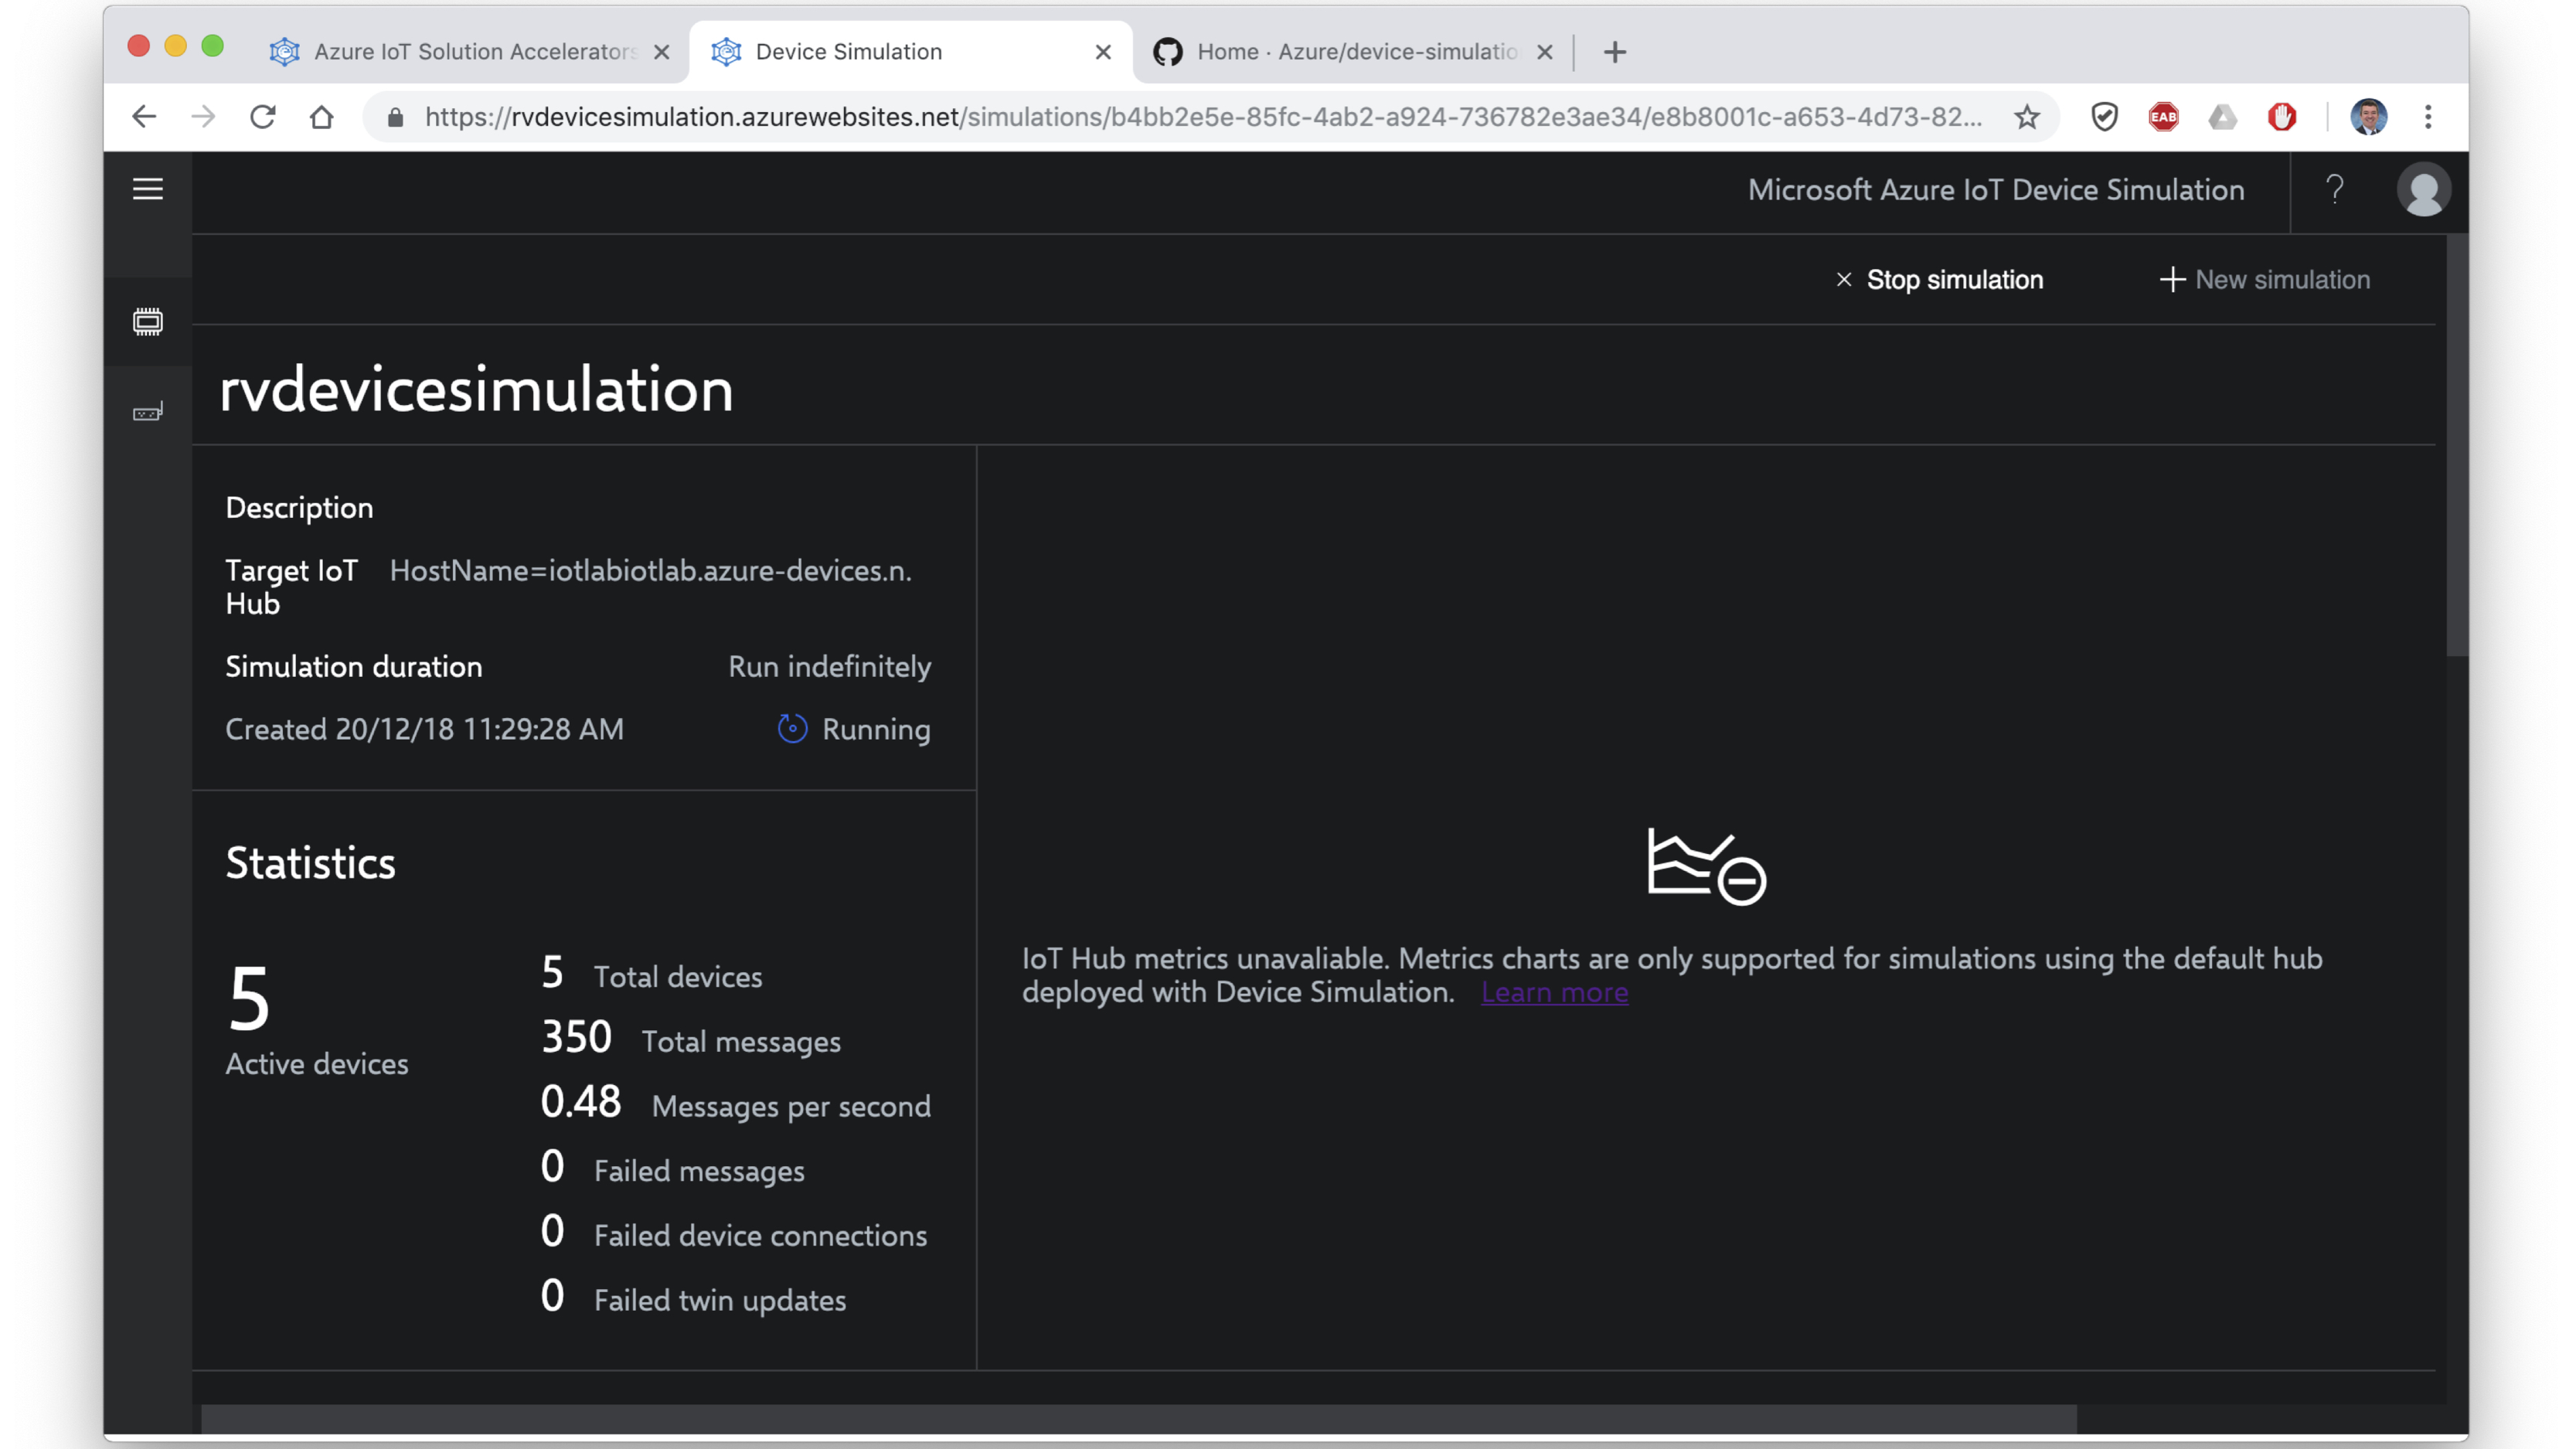 Azure IoT Solution Accelerators
Device Simulation
Home · Azure/device-simulatio
https://rvdevicesimulation.azurewebsites.net/simulations/b4bb2e5e-85fc-4ab2-a924-736782e3ae34/e8b8001c-a653-4d73-82...
EAB
Microsoft Azure IoT Device Simulation
?
Stop simulation
New simulation
rvdevicesimulation
Description
Target IoT HostName=iotlabiotlab.azure-devices.n.
Hub
Simulation duration Run indefinitely
Created 20/12/18 11:29:28 AM Running
Statistics
5
Active devices
5 Total devices
350 Total messages
0.48 Messages per second
0 Failed messages
0 Failed device connections
0 Failed twin updates
IoT Hub metrics unavaliable. Metrics charts are only supported for simulations using the default hub
deployed with Device Simulation. Learn more